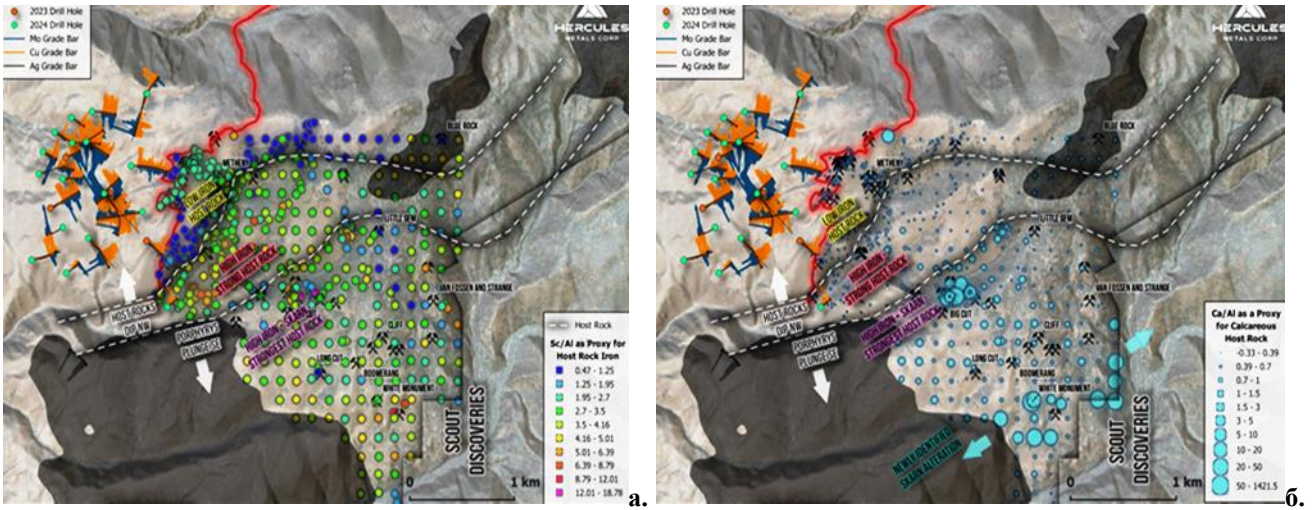 2023 Drill Hole
2024 Drill Hole
Mo Grade Bar
Cu Grade Bar
Ag Grade Bar
HERCULES
METALS CORP
BLUE ROCK
METHENY
LOW IRON
HOST ROCK
LITTLE GEM
HIGH IRON
STRONG HOST ROCK
VAN FOSSEN AND STRANGE
HOST ROCKS
DIP NW
HIGH IRON + SKARN:
STRONGEST HOST ROCK
CLIFF
PORPHYRYS
PLUNGE SE
LONG CUT
BOOMERANG
WHITE MONUMENT
SCOUT
DISCOVERIES
Host Rock
Sc/Al as Proxy for
Host Rock Iron
0.47 - 1.25
1.25 - 1.95
1.95 - 2.7
2.7 - 3.5
3.5 - 4.16
4.16 - 5.01
5.01 - 6.39
6.39 - 8.79
8.79 - 12.01
12.01 - 18.78
0
1 km
а.
2023 Drill Hole
2024 Drill Hole
Mo Grade Bar
Cu Grade Bar
Ag Grade Bar
HERCULES
METALS CORP
BLUE ROCK
METHENY
LOW IRON
HOST ROCK
LITTLE GEM
HIGH IRON
STRONG HOST ROCK
VAN FOSSEN AND STRANGE
HOST ROCKS
DIP NW
HIGH IRON + SKARN:
STRONGEST HOST ROCK
BIG CUT
CLIFF
PORPHYRYS
PLUNGE SE
LONG CUT
BOOMERANG
WHITE MONUMENT
NEWLY IDENTIFIED
SKARN ALTERATION
SCOUT
DISCOVERIES
Ca/Al as a Proxy
for Calcareous
Host Rock
-0.33 - 0.39
0.39 - 0.7
0.7 - 1
1 - 1.5
1.5 - 3
3 - 5
5 - 10
10 - 20
20 - 50
50 - 1421.5
0
1 km
б.